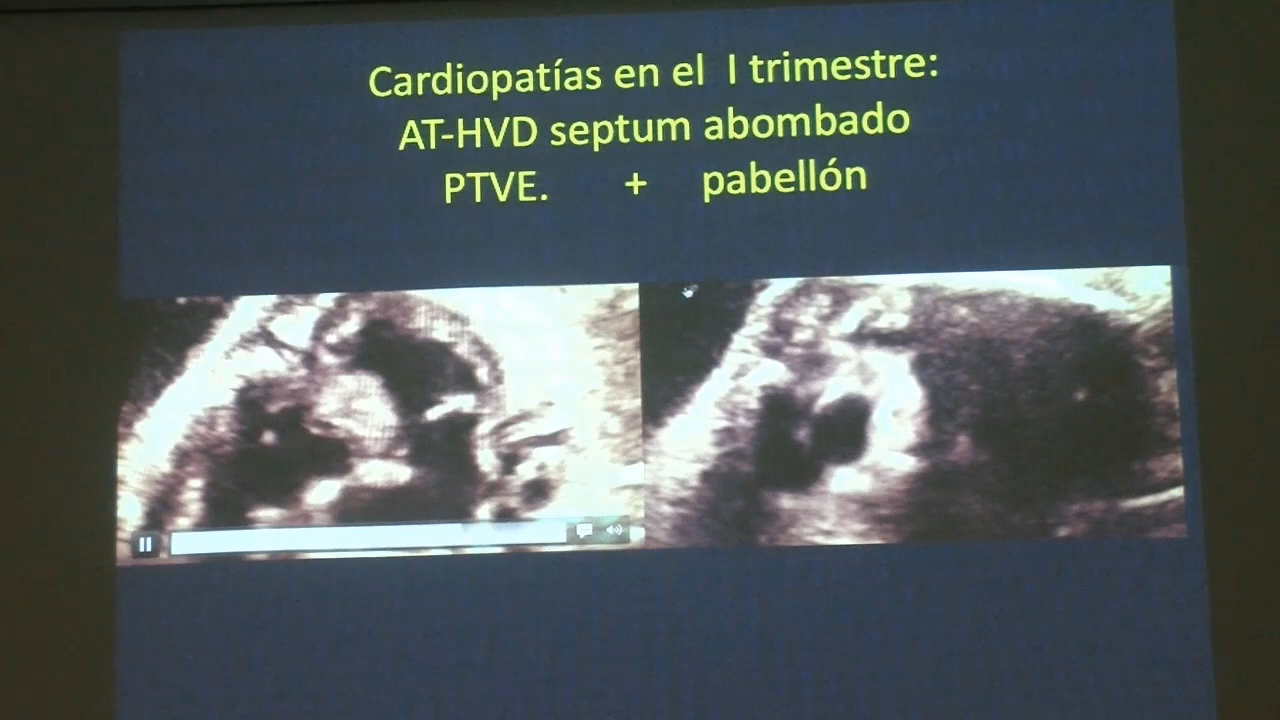 Cardiopatías en el I trimestre:
AT-HVD septum abombado
PTVE. + pabellón